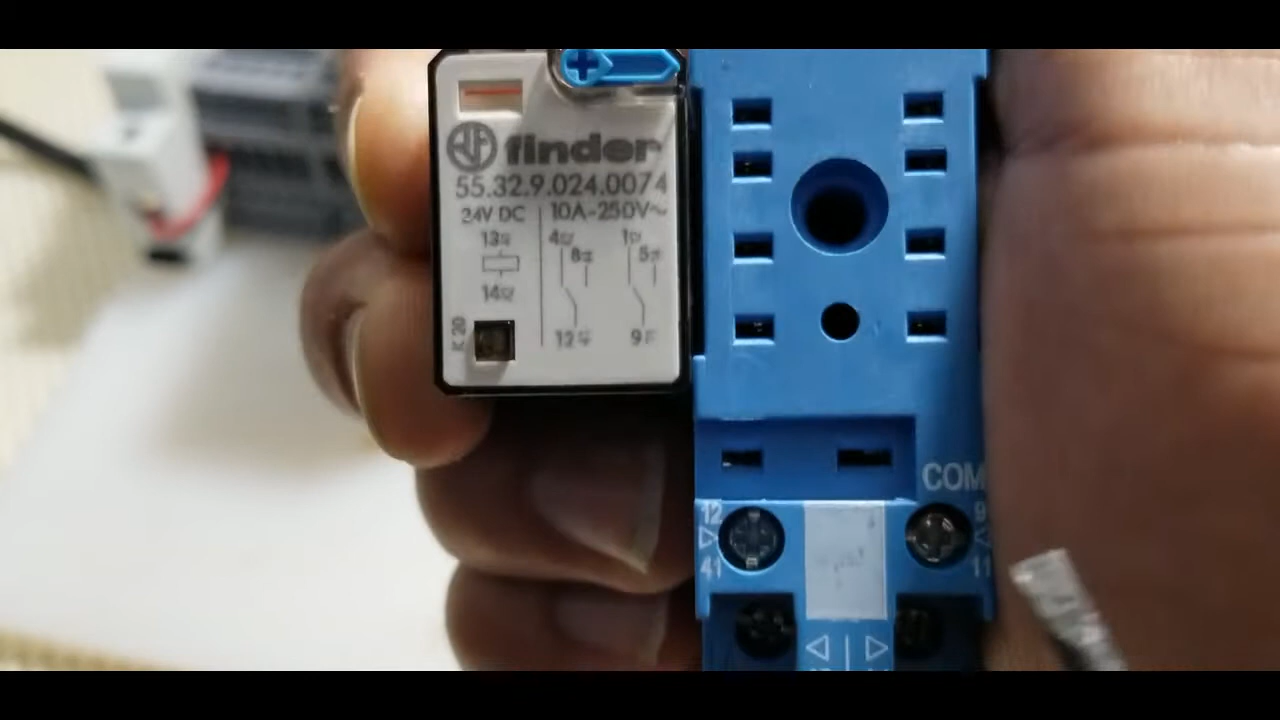 finder
55.32.9.024.0074
24V DC 10A-250V~
13 4 1
8 5
14
K 20
12 9
COM
12 9
41 11